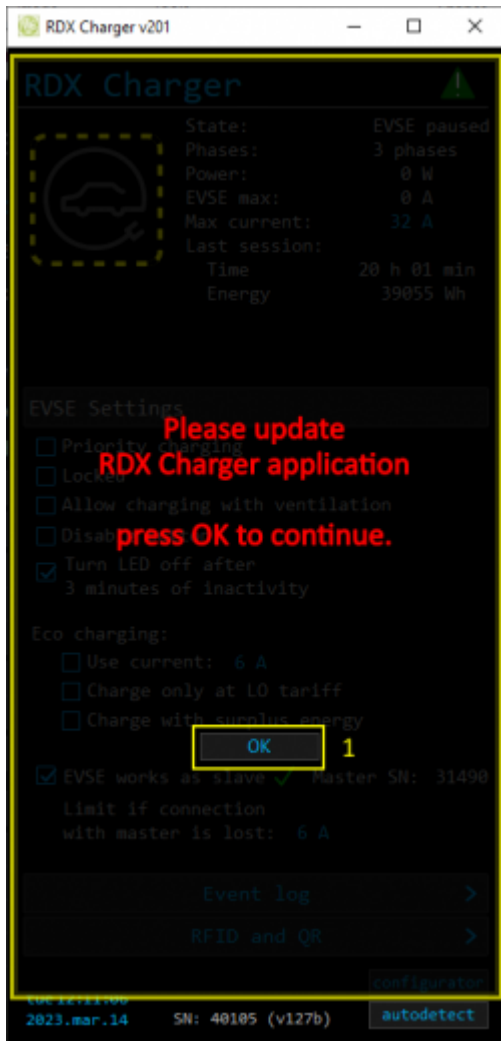 RDX Charger v201
RDX Charger
State: EVSE paused
Phases: 3 phases
Power: 0 W
EVSE max: 0 A
Max current: 32 A
Last session:
Time 20 h 01 min
Energy 39055 Wh
EVSE Settings
Please update
Priority charging
RDX Charger application
Locked
Allow charging with ventilation
press OK to continue.
Turn LED off after
3 minutes of inactivity
Eco charging:
Use current: 6 A
Charge only at LO tariff
Charge with surplus energy
OK 1
EVSE works as slave Master SN: 31490
Limit if connection
with master is lost: 6 A
Event log >
RFID and QR >
configurator
2023.mar.14 SN: 40105 (v127b) autodetect